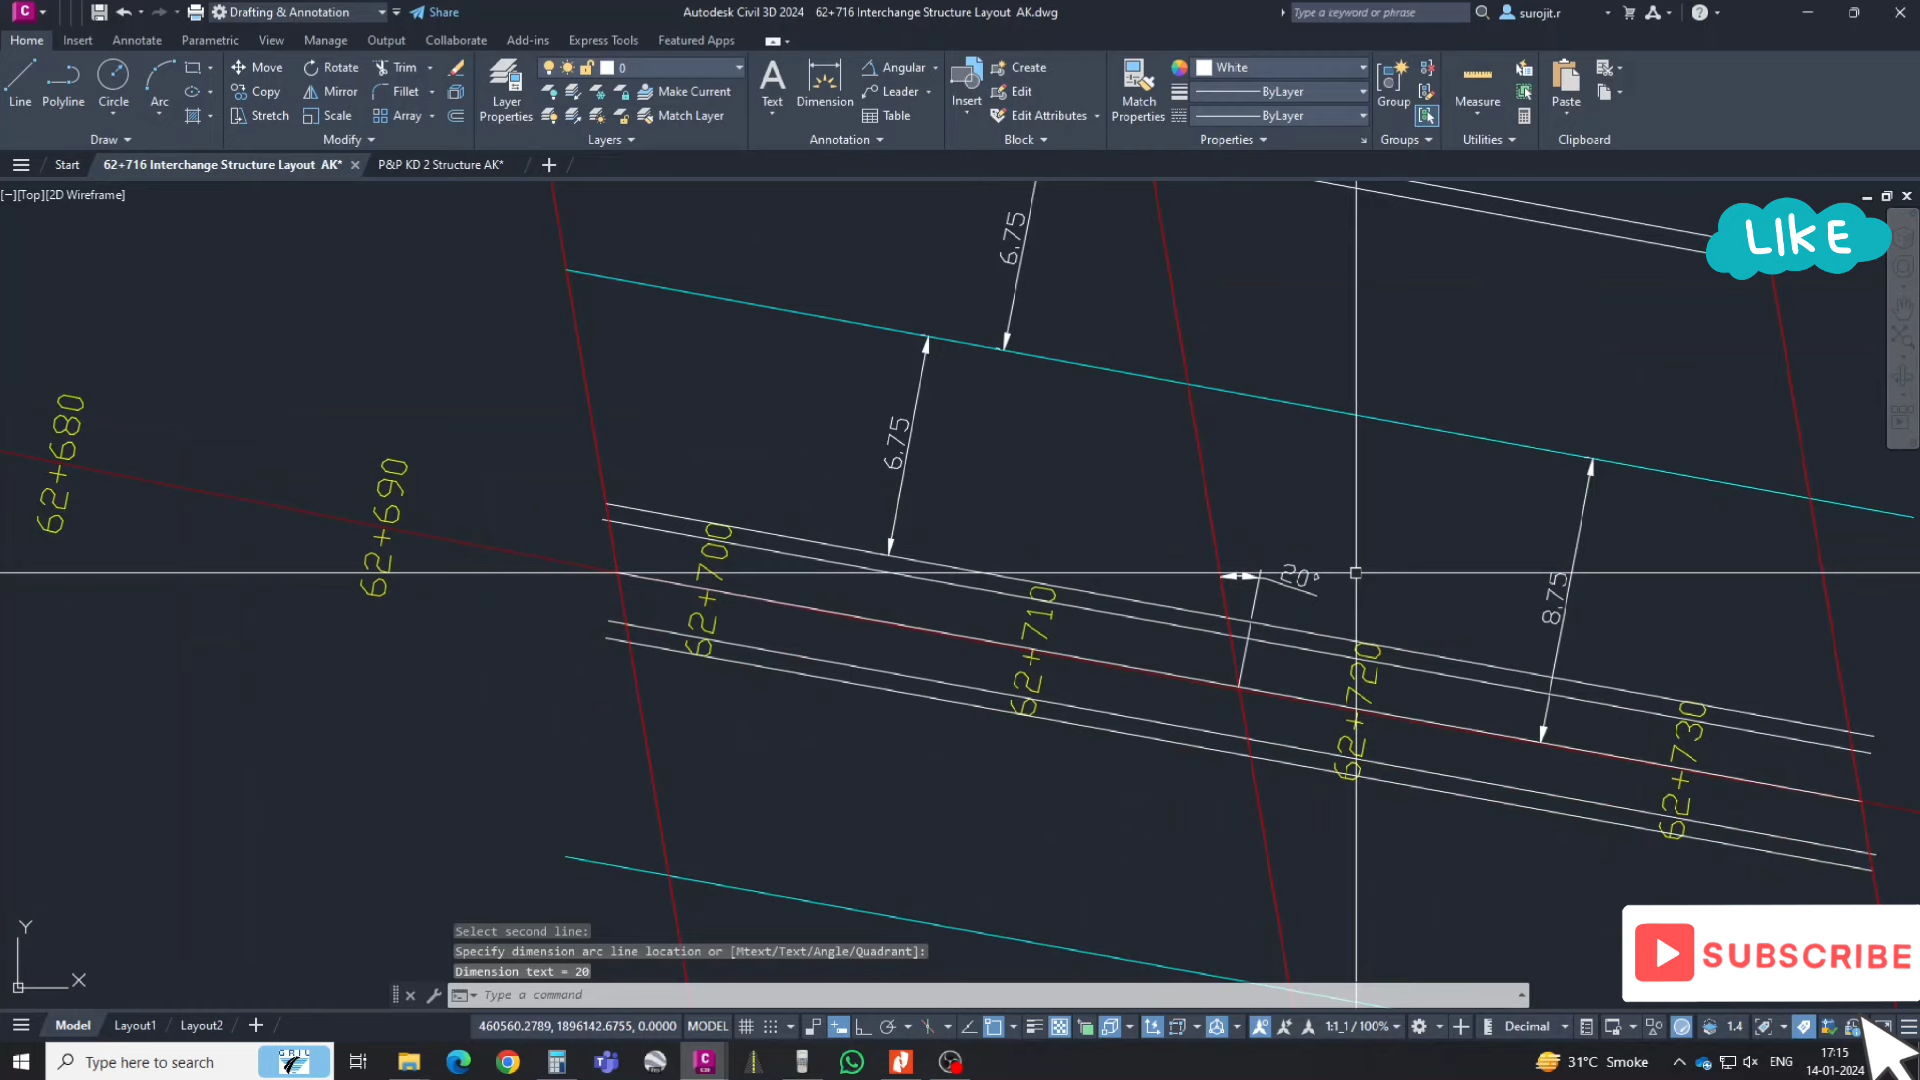 Drafting & Annotation
Share
Autodesk Civil 3D 2024 62+716 Interchange Structure Layout AK.dwg
Type a keyword or phrase
surojit.r
Home Insert Annotate Parametric View Manage Output Collaborate Add-ins Express Tools Featured Apps
Line Polyline Circle Arc
Move Rotate Trim
Copy Mirror Fillet
Stretch Scale Array
Layer Properties
0
Make Current
Match Layer
Text Dimension
Angular
Leader
Table
Insert
Create
Edit
Edit Attributes
Match Properties
White
ByLayer
ByLayer
Group
Measure
Paste
Draw Modify Layers Annotation Block Properties Groups Utilities Clipboard
Start 62+716 Interchange Structure Layout AK* P&P KD 2 Structure AK*
[−][Top][2D Wireframe]
LIKE
6.75
6.75
62+680
62+690
62+700
62+710
20°
8.75
62+720
62+730
Y
X
Select second line:
Specify dimension arc line location or [Mtext/Text/Angle/Quadrant]:
Dimension text = 20
Type a command
SUBSCRIBE
Model Layout1 Layout2
460560.2789, 1896142.6755, 0.0000 MODEL
1:1_1 / 100%
Decimal
1.4
Type here to search
31°C Smoke
ENG
17:15
14-01-2024